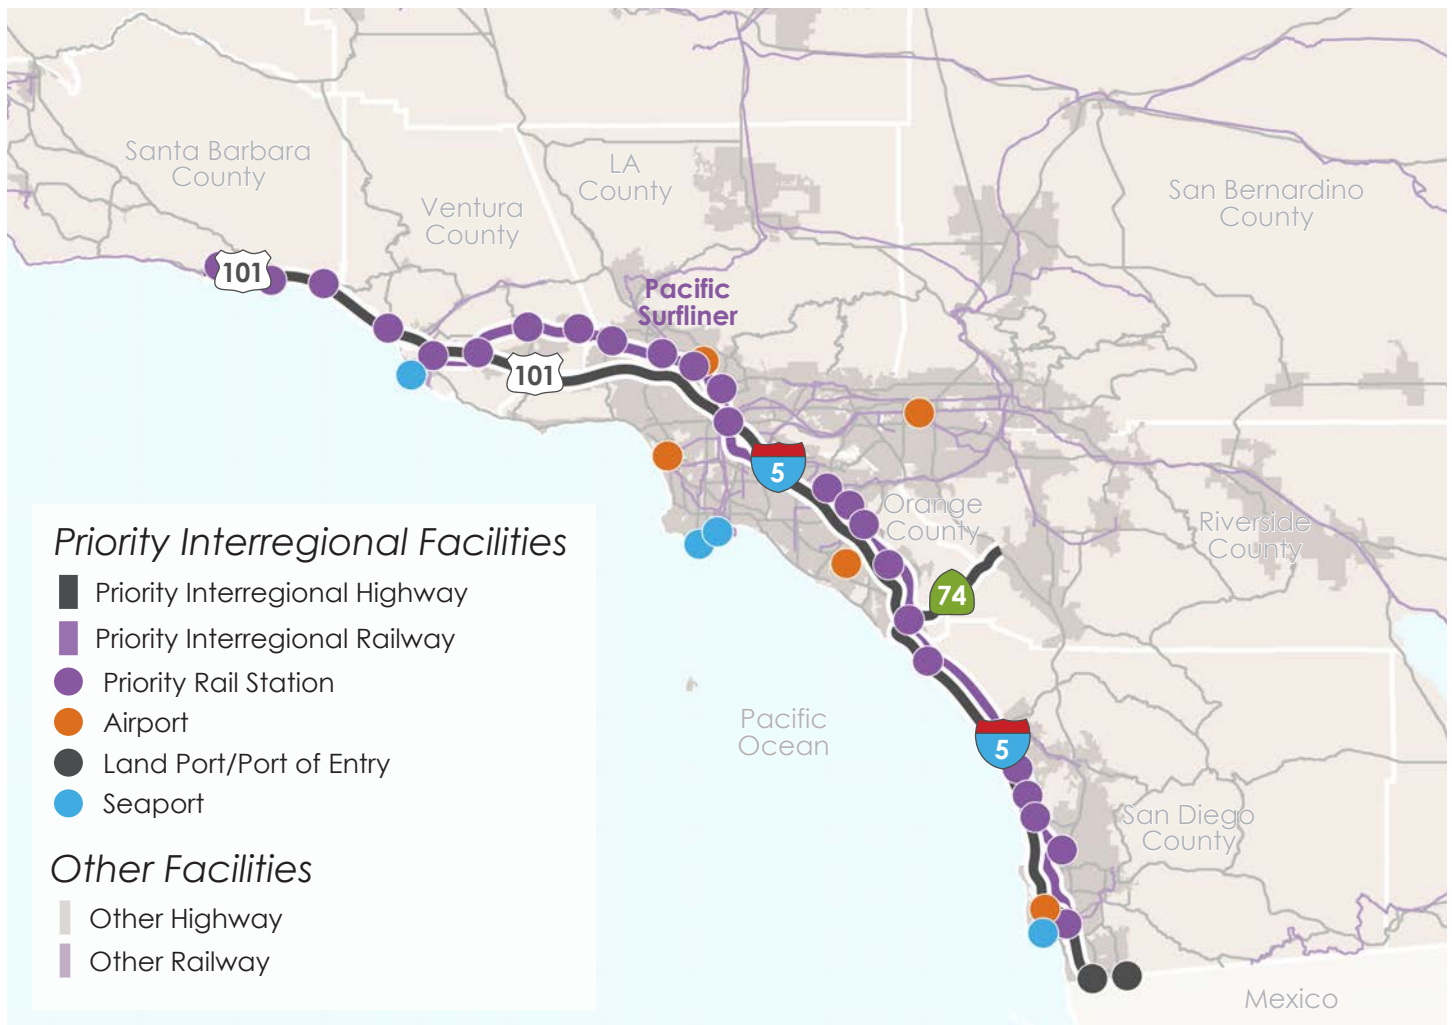 Santa Barbara
County
LA
County
Ventura
County
San Bernardino
County
101
Pacific
Surfliner
101
5
Orange
County
Riverside
County
74
Pacific
Ocean
5
San Diego
County
Mexico
Priority Interregional Facilities
Priority Interregional Highway
Priority Interregional Railway
Priority Rail Station
Airport
Land Port/Port of Entry
Seaport
Other Facilities
Other Highway
Other Railway